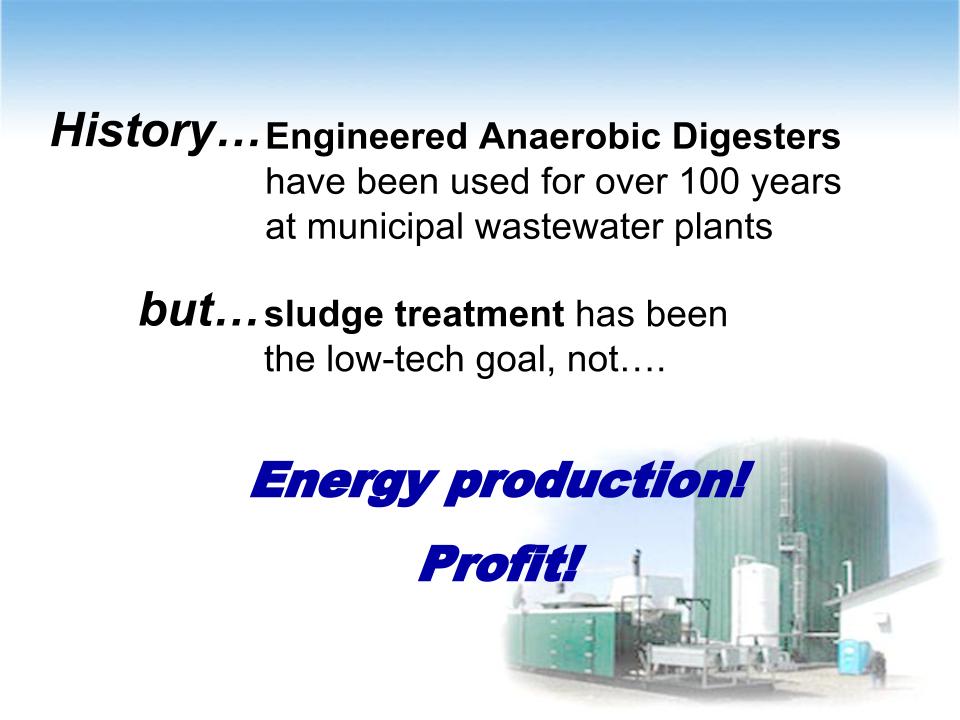 History… Engineered Anaerobic Digesters
have been used for over 100 years
at municipal wastewater plants
but… sludge treatment has been
the low-tech goal, not….
Energy production!
Profit!